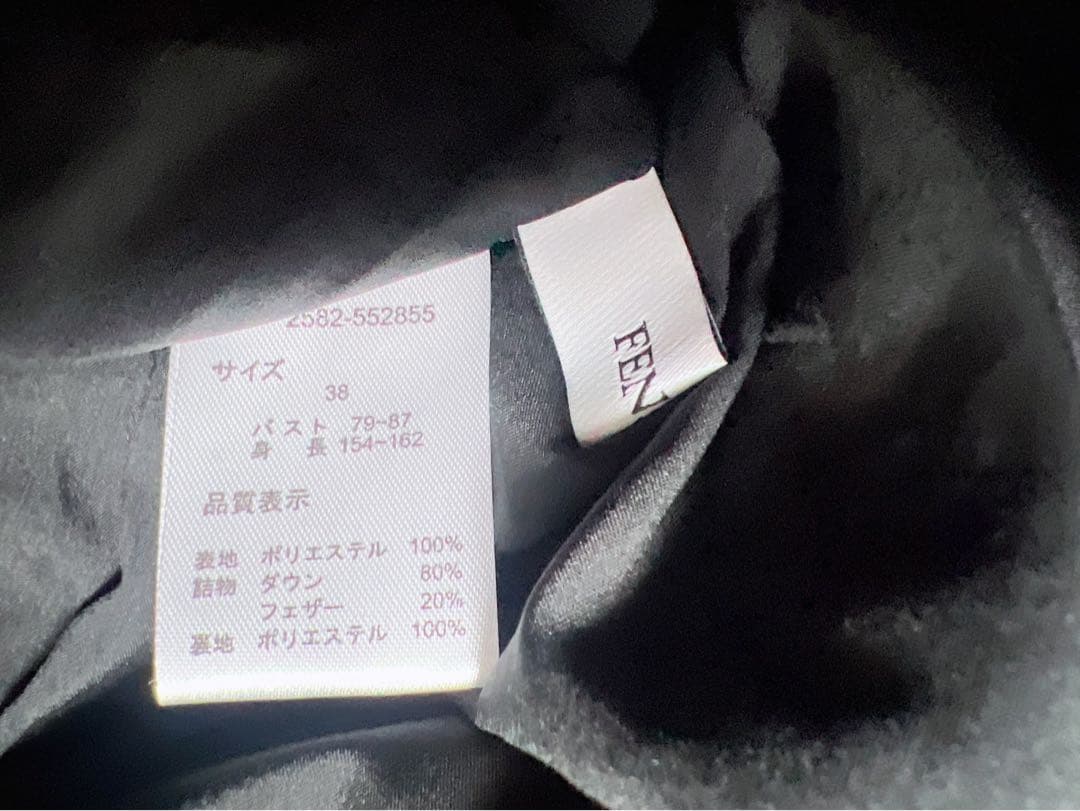 2582-552855
サイズ
38
バスト 79~87
身 長 154~162
品質表示
表地 ポリエステル 100%
詰物 ダウン 80%
フェザー 20%
裏地 ポリエステル 100%
FEN